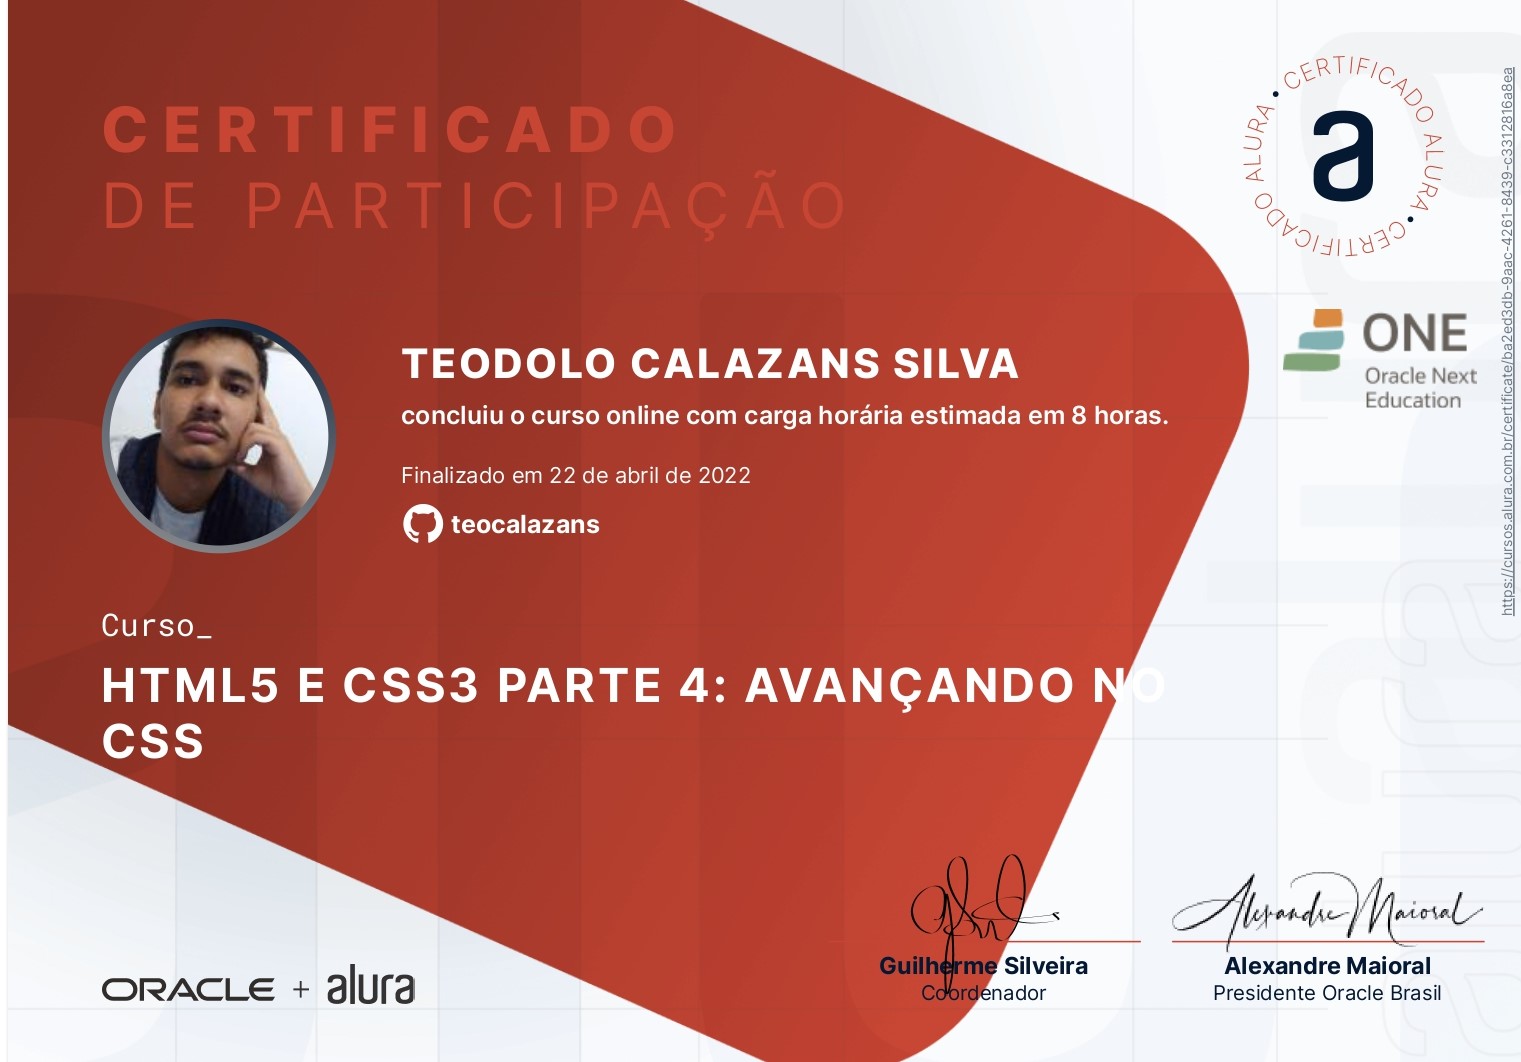 CERTIFICADO
DE PARTICIPAÇÃO
CERTIFICADO ALURA • CERTIFICADO ALURA •
a
ONE
Oracle Next
Education
https://cursos.alura.com.br/certificate/ba2ed3db-9aac-4261-8439-c3312816a8ea
TEODOLO CALAZANS SILVA
concluiu o curso online com carga horária estimada em 8 horas.
Finalizado em 22 de abril de 2022
teocalazans
Curso_
HTML5 E CSS3 PARTE 4: AVANÇANDO NO
CSS
Alexandre Maioral
Guilherme Silveira
Coordenador
Alexandre Maioral
Presidente Oracle Brasil
ORACLE + alura
alura